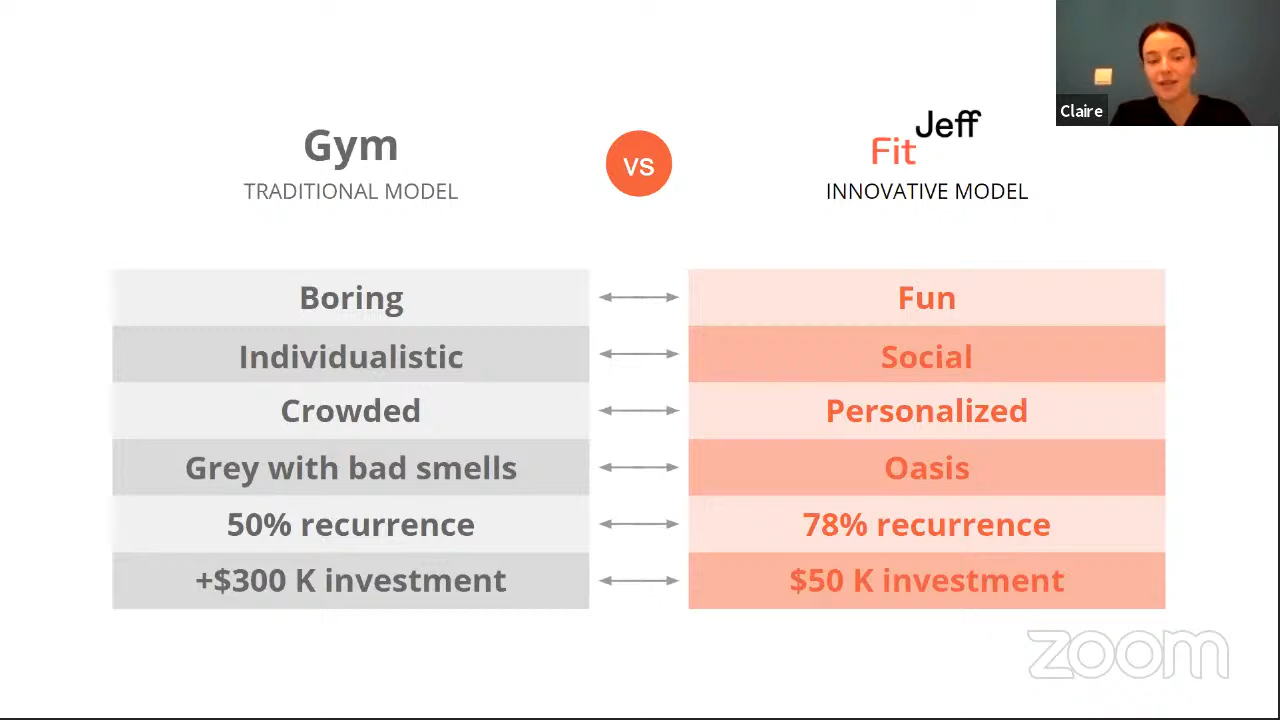 Claire
Gym
TRADITIONAL MODEL
vs
Jeff
Fit
INNOVATIVE MODEL
Boring
Fun
Individualistic
Social
Crowded
Personalized
Grey with bad smells
Oasis
50% recurrence
78% recurrence
+$300 K investment
$50 K investment
zoom